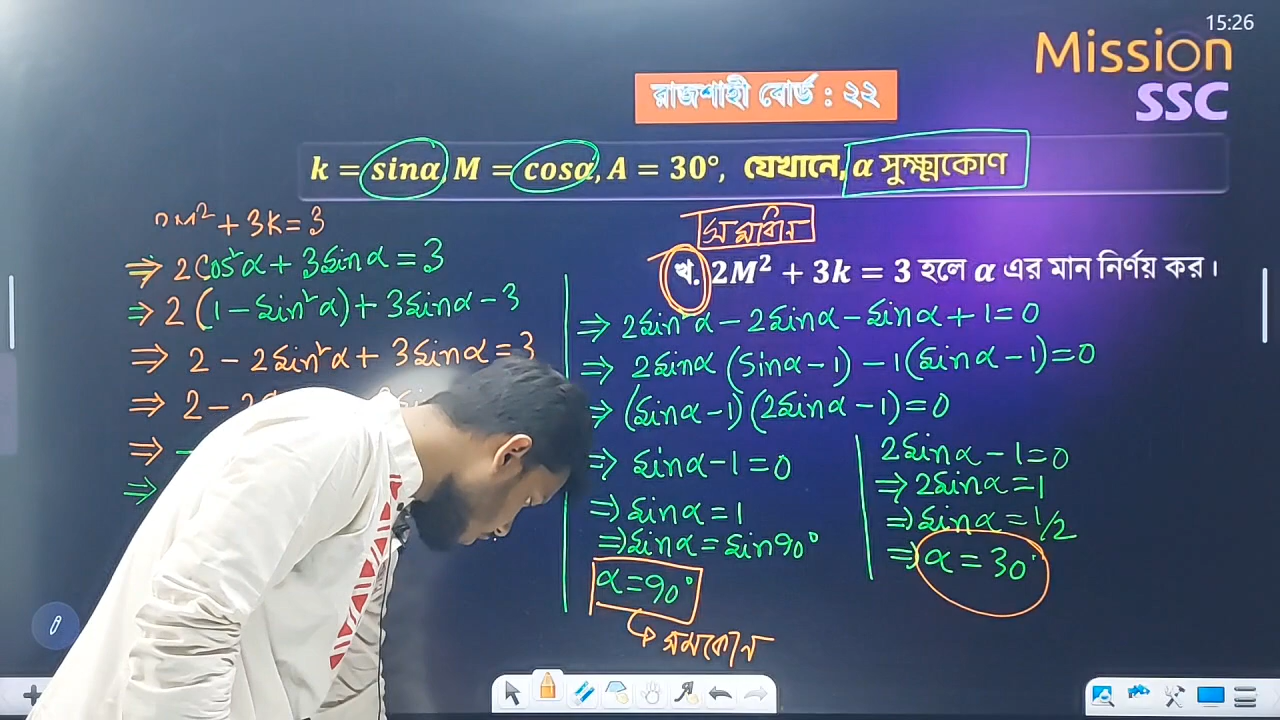 15:26
Mission
SSC
রাজশাহী বোর্ড : ২২
k = sinα, M = cosα, A = 30°, যেখানে, α সুক্ষ্মকোণ
M² + 3k = 3
⇒ 2cos²α + 3sinα = 3
⇒ 2(1 - sin²α) + 3sinα - 3
⇒ 2 - 2sin²α + 3sinα = 3
⇒ 2 - 2
⇒ -
⇒
খ. 2M² + 3k = 3 হলে α এর মান নির্ণয় কর।
⇒ 2sin²α - 2sinα - sinα + 1 = 0
⇒ 2sinα (sinα - 1) - 1(sinα - 1) = 0
⇒ (sinα - 1)(2sinα - 1) = 0
⇒ sinα - 1 = 0
⇒ sinα = 1
⇒ sinα = sin90°
α = 90°
সমকোন
2sinα - 1 = 0
⇒ 2sinα = 1
⇒ sinα = 1/2
⇒ α = 30°